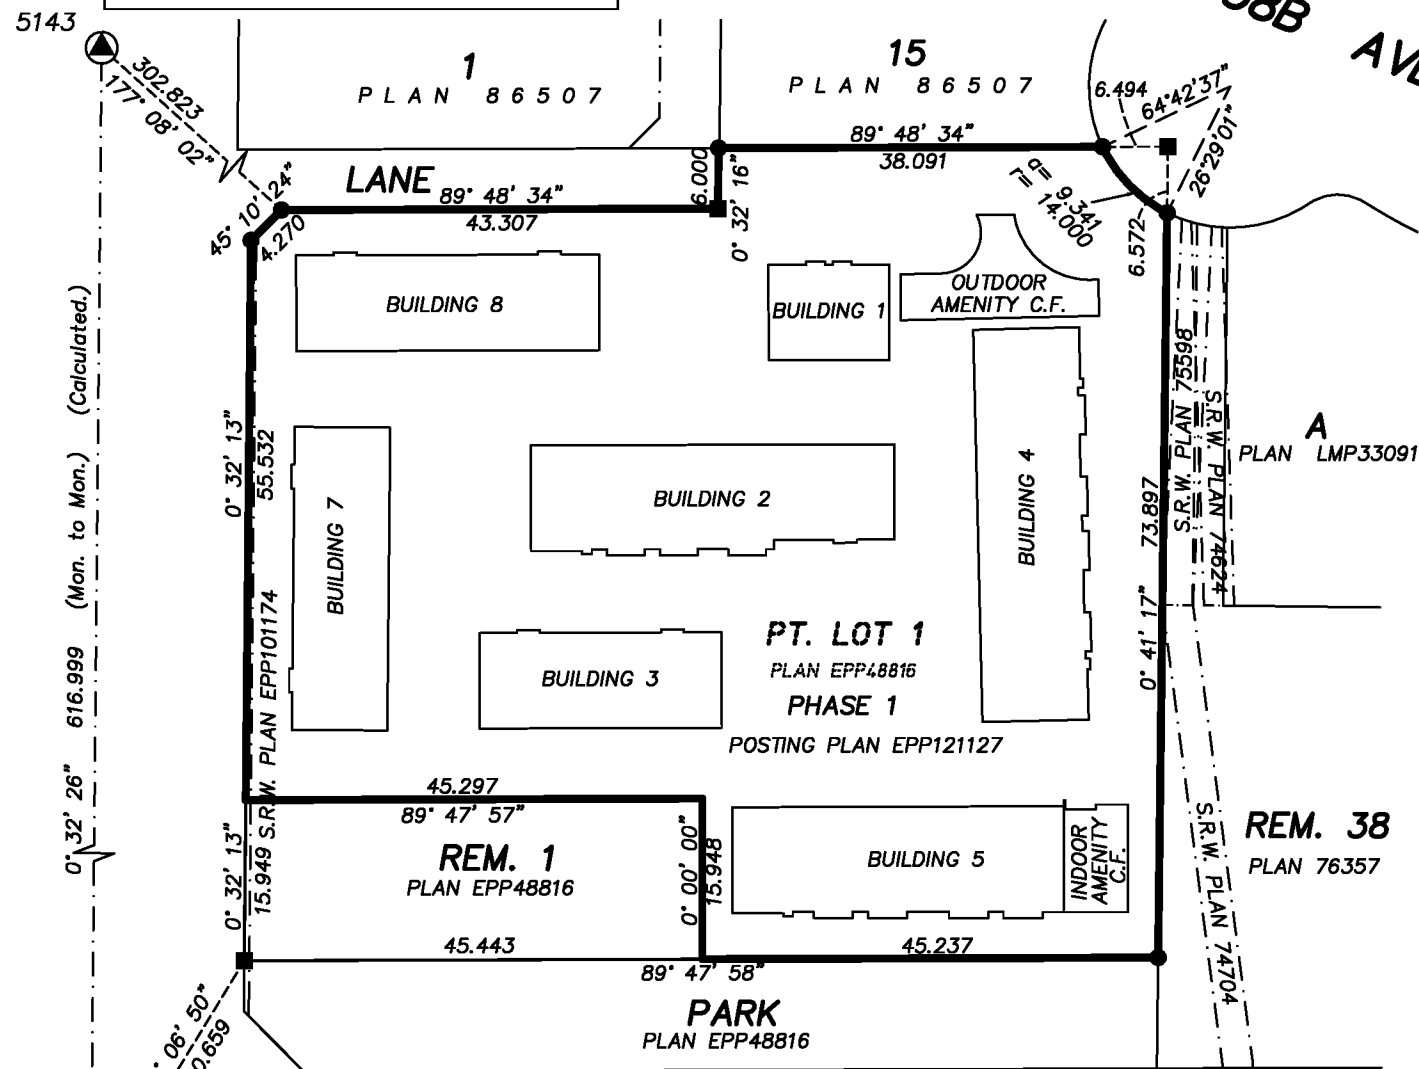 5143
58B AVE
302.823
177° 08' 02"
1
PLAN 86507
15
PLAN 86507
6.494
64°42'37"
26°29'01"
89° 48' 34"
38.091
6.000
0° 32' 16"
LANE
89° 48' 34"
43.307
45° 10' 24"
4.270
a= 9.341
r= 14.000
6.572
BUILDING 8
BUILDING 1
OUTDOOR
AMENITY C.F.
0° 32' 26" 616.999 (Mon. to Mon.) (Calculated.)
0° 32' 13"
55.532
BUILDING 7
BUILDING 2
BUILDING 4
S.R.W. PLAN 75598
S.R.W. PLAN 74624
A
PLAN LMP33091
73.897
0° 41' 17"
BUILDING 3
PT. LOT 1
PLAN EPP48816
PHASE 1
POSTING PLAN EPP121127
S.R.W. PLAN EPP101174
45.297
89° 47' 57"
0° 32' 13"
15.949
REM. 1
PLAN EPP48816
0° 00' 00"
15.948
BUILDING 5
INDOOR
AMENITY
C.F.
REM. 38
PLAN 76357
S.R.W. PLAN 74704
45.443
45.237
89° 47' 58"
PARK
PLAN EPP48816
° 06' 50"
0.659